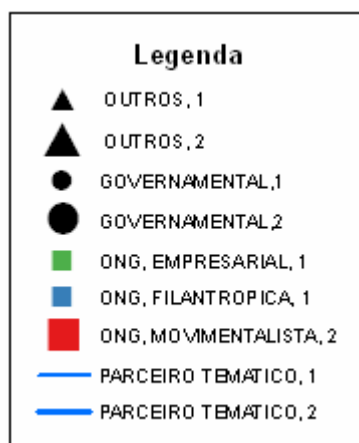 Legenda
OUTROS, 1
OUTROS, 2
GOVERNAMENTAL,1
GOVERNAMENTAL,2
ONG, EMPRESARIAL, 1
ONG, FILANTROPICA, 1
ONG, MOVIMENTALISTA, 2
PARCEIRO TEMATICO, 1
PARCEIRO TEMATICO, 2